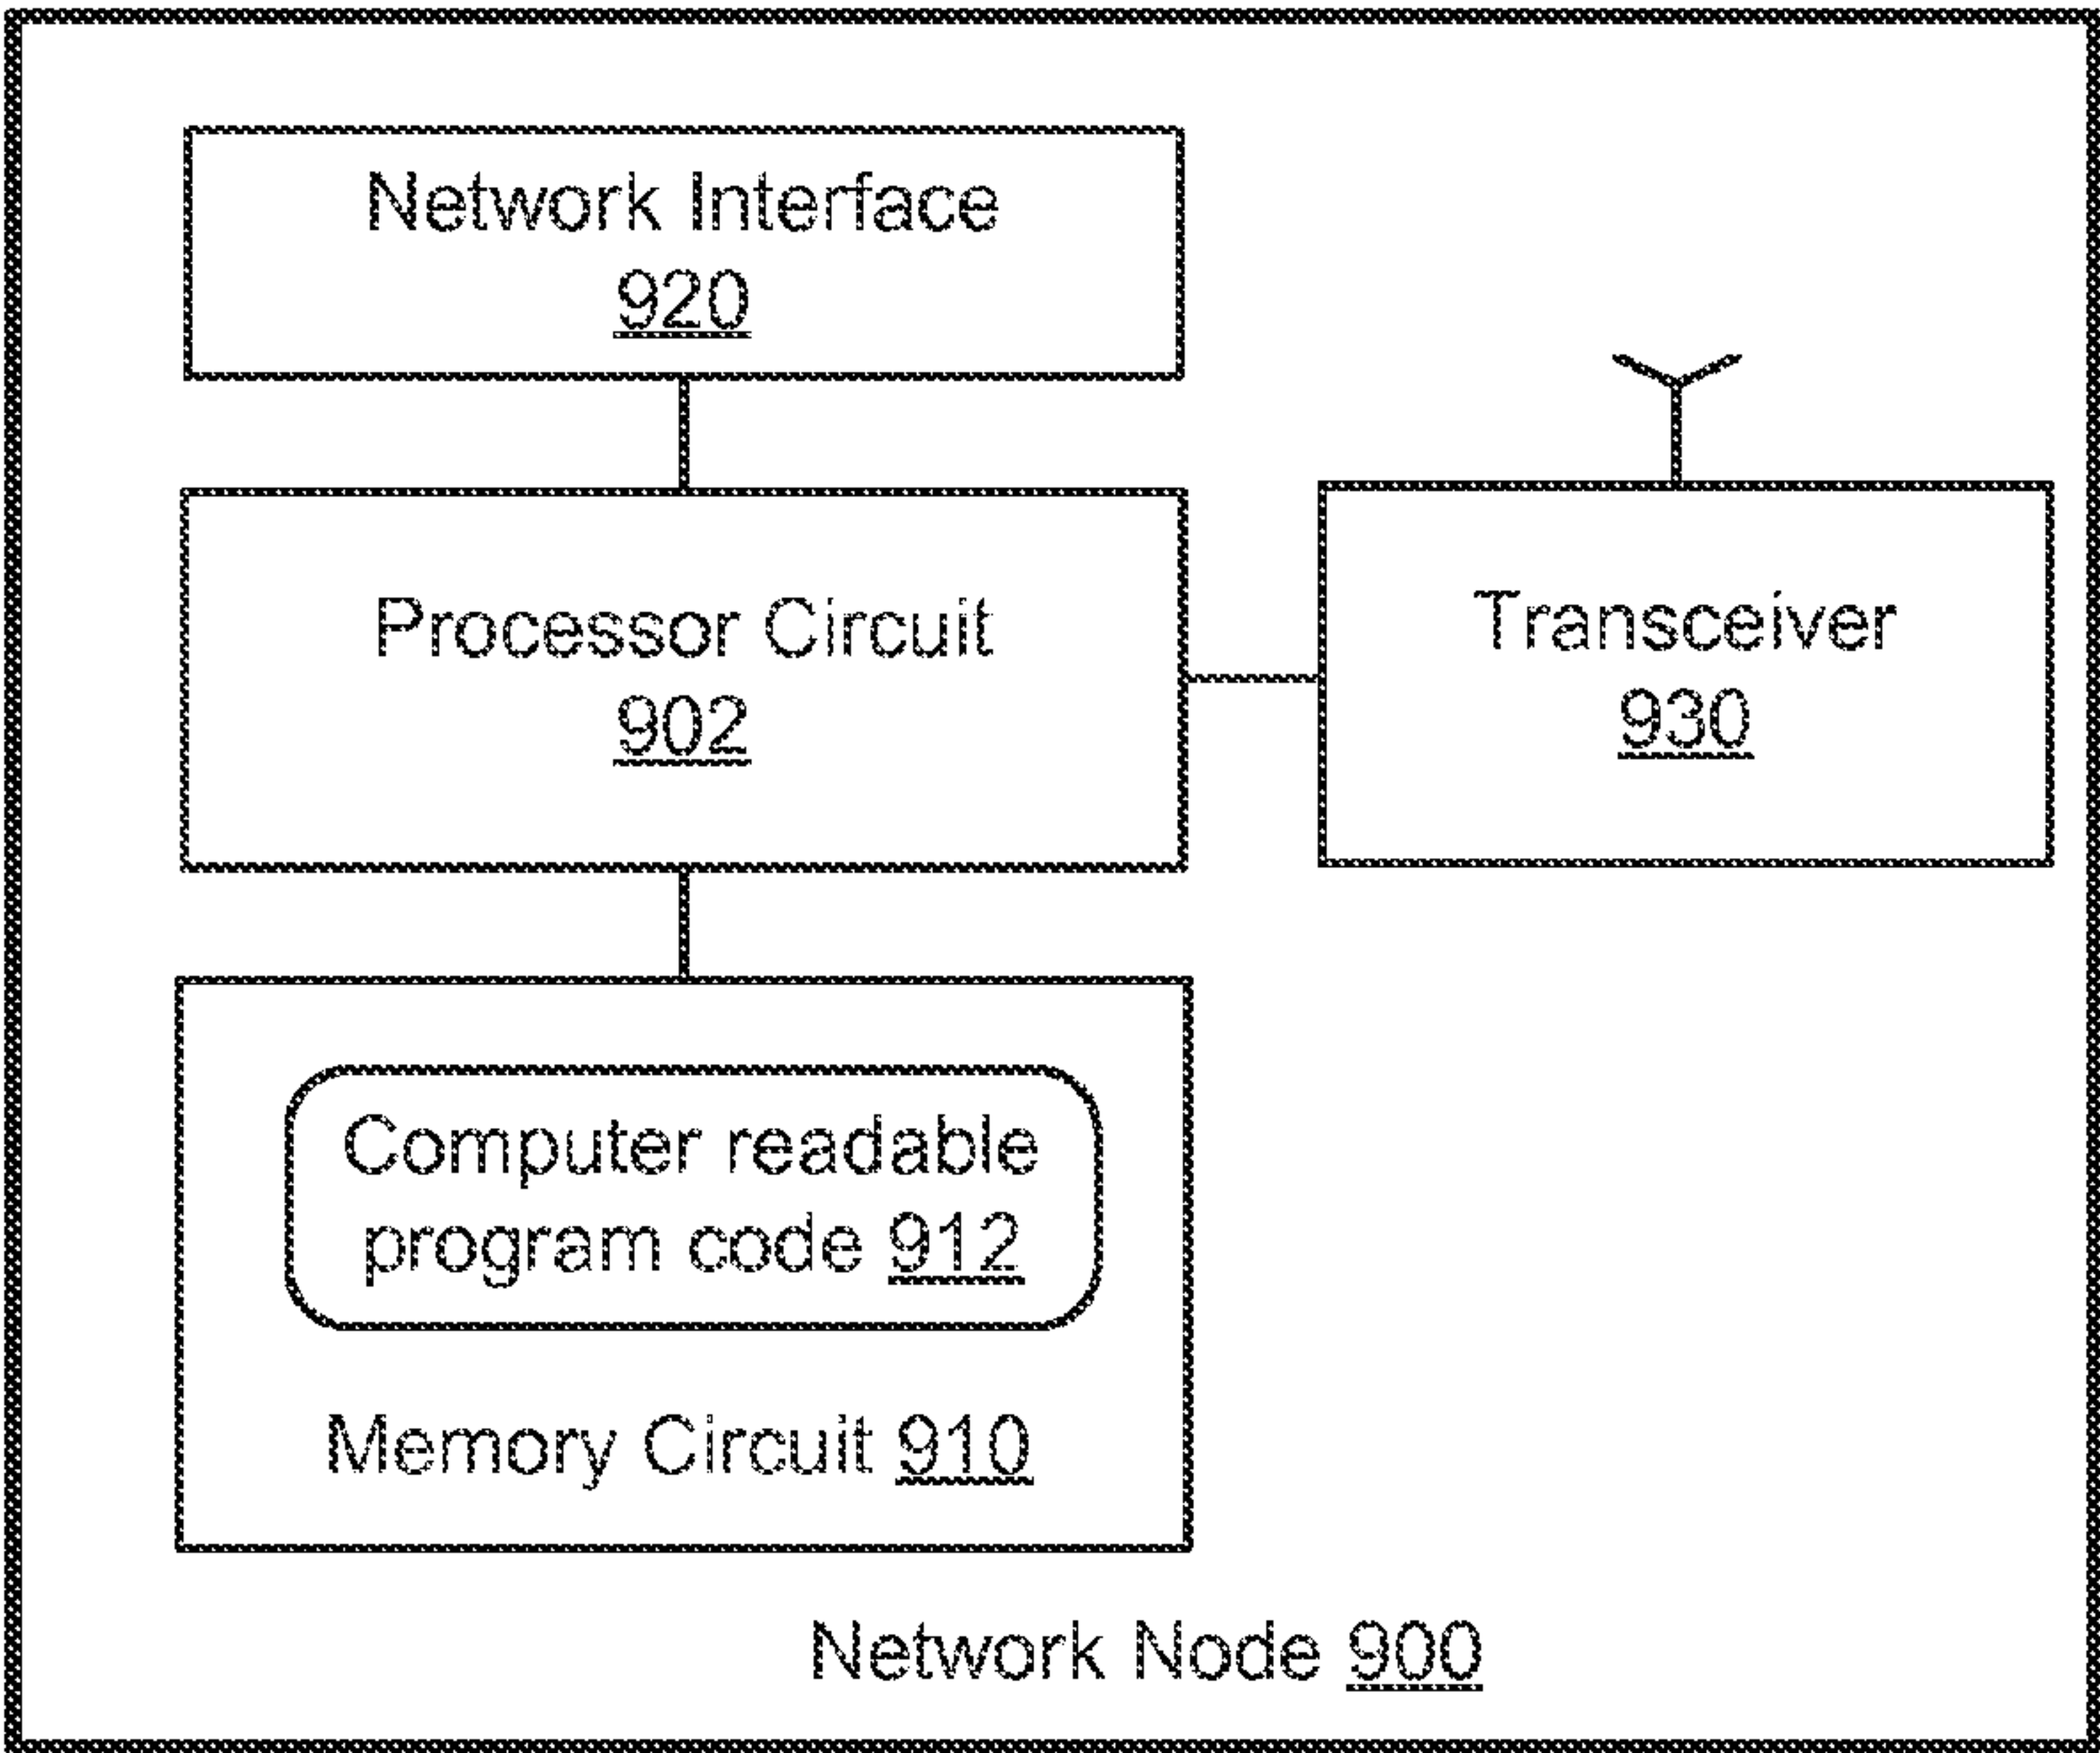 Network Interface
920
Processor Circuit
902
Transceiver
930
Computer readable
program code 912
Memory Circuit 910
Network Node 900